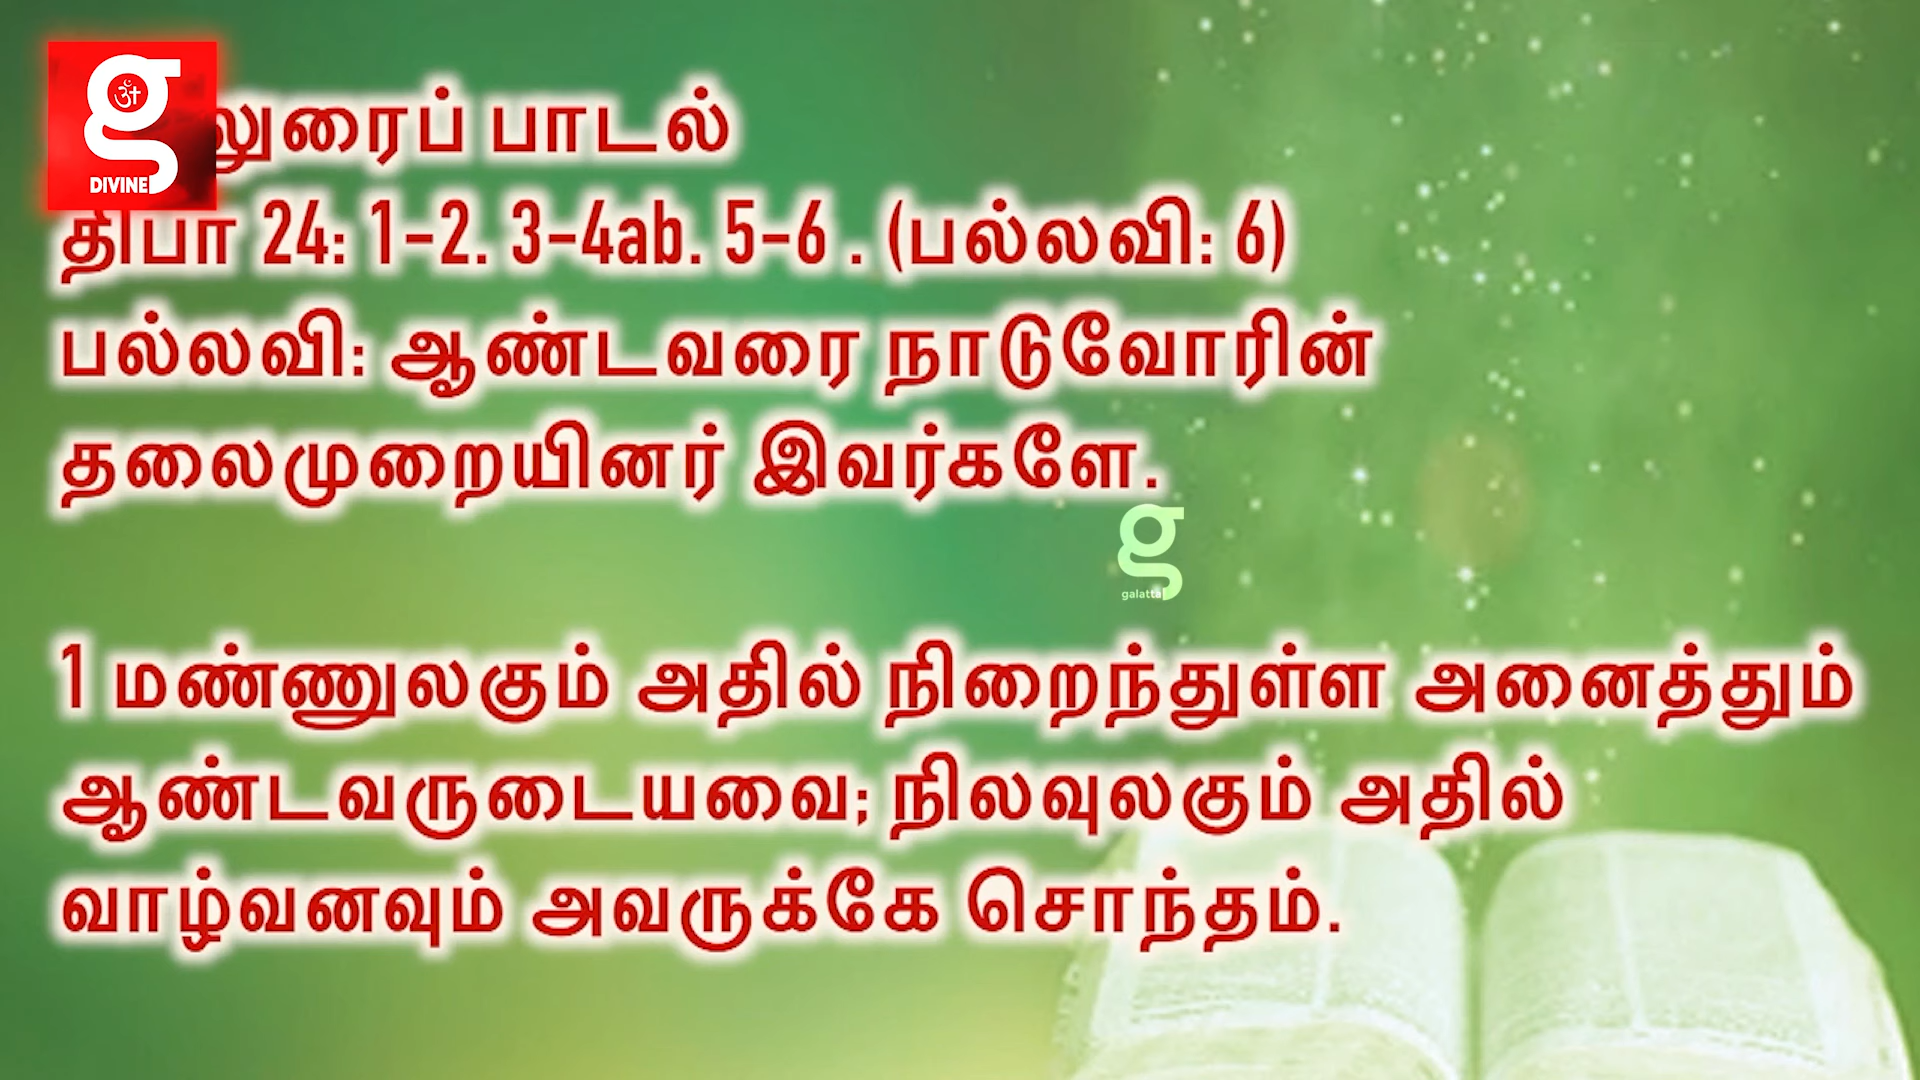 DIVINE
பாடல்
திபா 24: 1-2. 3-4ab. 5-6 . (பல்லவி: 6)
பல்லவி: ஆண்டவரை நாடுவோரின்
தலைமுறையினர் இவர்களே.
galatta
1 மண்ணுலகும் அதில் நிறைந்துள்ள அனைத்தும்
ஆண்டவருடையவை; நிலவுலகும் அதில்
வாழ்வனவும் அவருக்கே சொந்தம்.